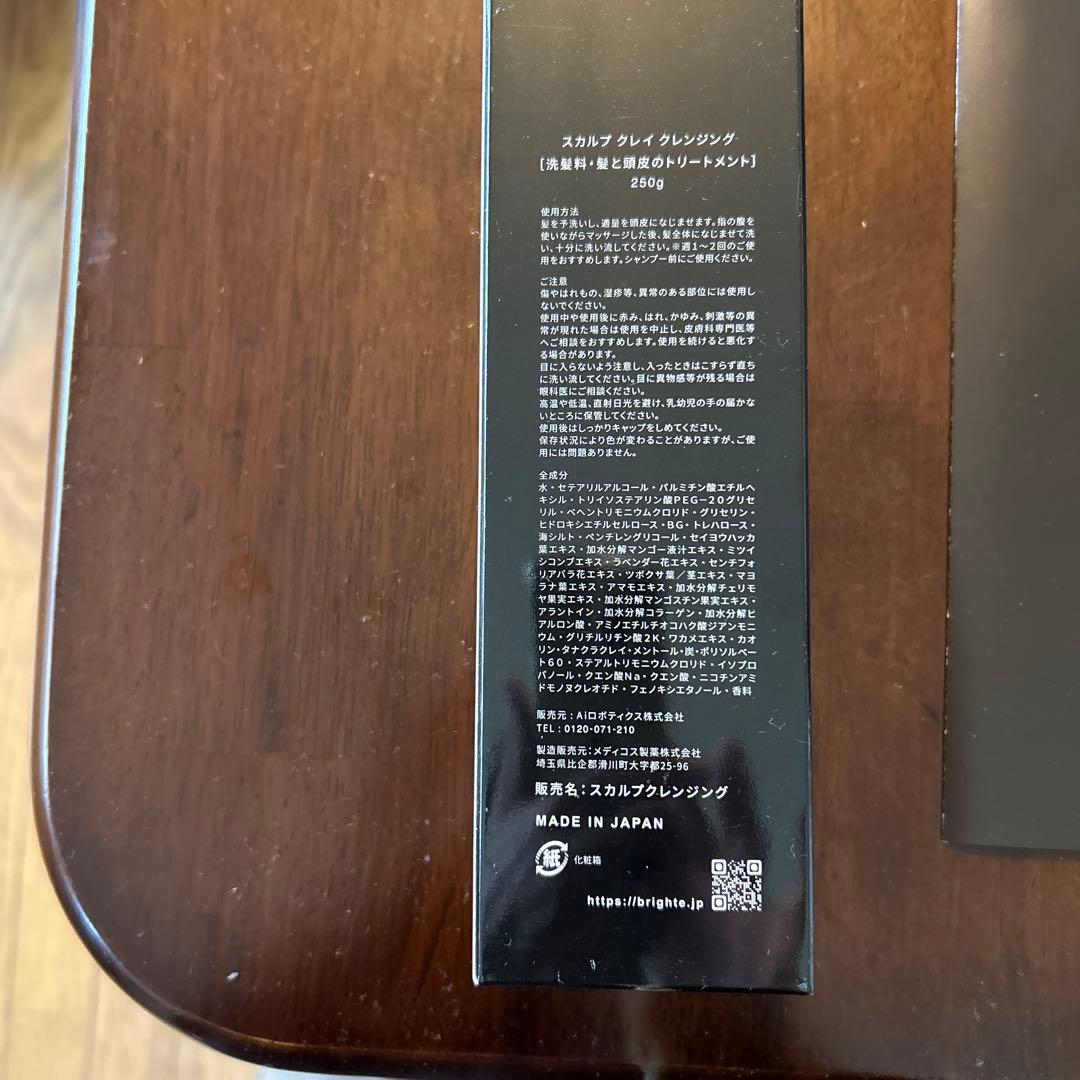 スカルプ クレイ クレンジング
[洗髪料・髪と頭皮のトリートメント]
250g
使用方法
髪を予洗いし、適量を頭皮になじませます。指の腹を
使いながらマッサージした後、髪全体になじませて洗
い、十分に洗い流してください。※週1〜2回のご使
用をおすすめします。シャンプー前にご使用ください。
ご注意
傷やはれもの、湿疹等、異常のある部位には使用し
ないでください。
使用中や使用後に赤み、はれ、かゆみ、刺激等の異
常が現れた場合は使用を中止し、皮膚科専門医等
へご相談をおすすめします。使用を続けると悪化す
る場合があります。
目に入らないよう注意し、入ったときはこすらず直ち
に洗い流してください。目に異物感等が残る場合は
眼科医にご相談ください。
高温や低温、直射日光を避け、乳幼児の手の届かな
いところに保管してください。
使用後はしっかりキャップをしめてください。
保存状況により色が変わることがありますが、ご使
用には問題ありません。
全成分
水・セテアリルアルコール・パルミチン酸エチルヘ
キシル・トリイソステアリン酸PEG−20グリセ
リル・ベヘントリモニウムクロリド・グリセリン・
ヒドロキシエチルセルロース・BG・トレハロース・
海シルト・ペンチレングリコール・セイヨウハッカ
葉エキス・加水分解マンゴー液汁エキス・ミツイ
シコンブエキス・ラベンダー花エキス・センチフォ
リアバラ花エキス・ツボクサ葉／茎エキス・マヨ
ラナ葉エキス・アマモエキス・加水分解チェリモ
ヤ果実エキス・加水分解マンゴスチン果実エキス・
アラントイン・加水分解コラーゲン・加水分解ヒ
アルロン酸・アミノエチルチオコハク酸ジアンモニ
ウム・グリチルリチン酸2K・ワカメエキス・カオ
リン・タナクラクレイ・メントール・炭・ポリソルベー
ト60・ステアルトリモニウムクロリド・イソプロ
パノール・クエン酸Na・クエン酸・ニコチンアミ
ドモノヌクレオチド・フェノキシエタノール・香料
販売元：Aiロボティクス株式会社
TEL：0120-071-210
製造販売元：メディコス製薬株式会社
埼玉県比企郡滑川町大字都25-96
販売名：スカルプクレンジング
MADE IN JAPAN
紙 化粧箱
https://brighte.jp